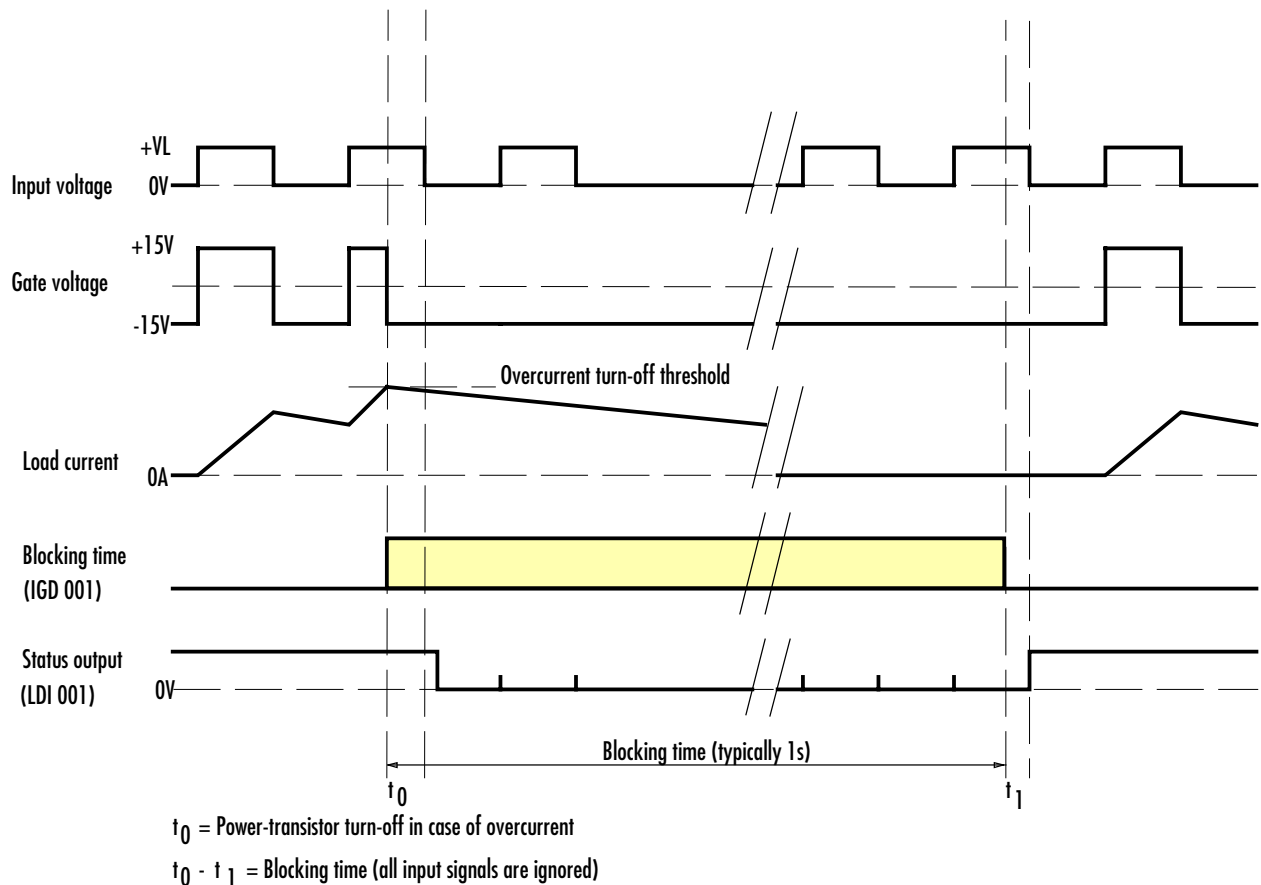 +VL
Input voltage
0V
+15V
Gate voltage
-15V
Overcurrent turn-off threshold
Load current
0A
Blocking time
(IGD 001)
Status output
(LDI 001)
0V
Blocking time (typically 1s)
t0
t1
t0 = Power-transistor turn-off in case of overcurrent
t0 - t1 = Blocking time (all input signals are ignored)